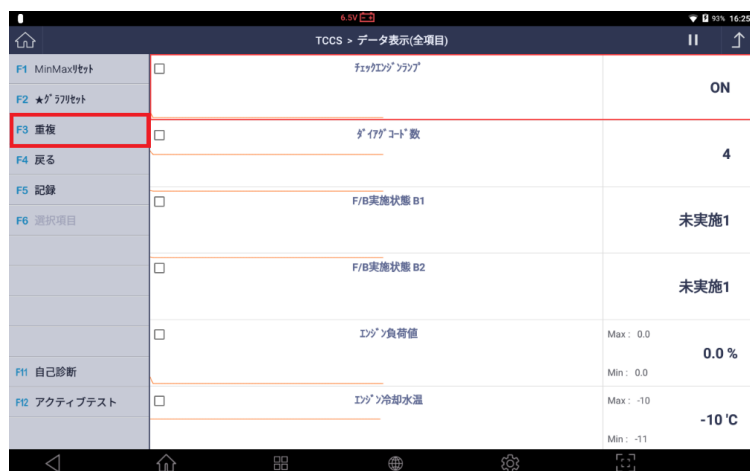 6.5V
93% 16:25
TCCS > データ表示(全項目)
F1 MinMaxﾘｾｯﾄ
F2 ★ｸﾞﾗﾌﾘｾｯﾄ
F3 重複
F4 戻る
F5 記録
F6 選択項目
F11 自己診断
F12 アクティブテスト
ﾁｪｯｸｴﾝｼﾞﾝﾗﾝﾌﾟ
ON
ﾀﾞｲｱｸﾞｺｰﾄﾞ数
4
F/B実施状態 B1
未実施1
F/B実施状態 B2
未実施1
ｴﾝｼﾞﾝ負荷値
Max : 0.0
0.0 %
Min : 0.0
ｴﾝｼﾞﾝ冷却水温
Max : -10
-10 'C
Min : -11